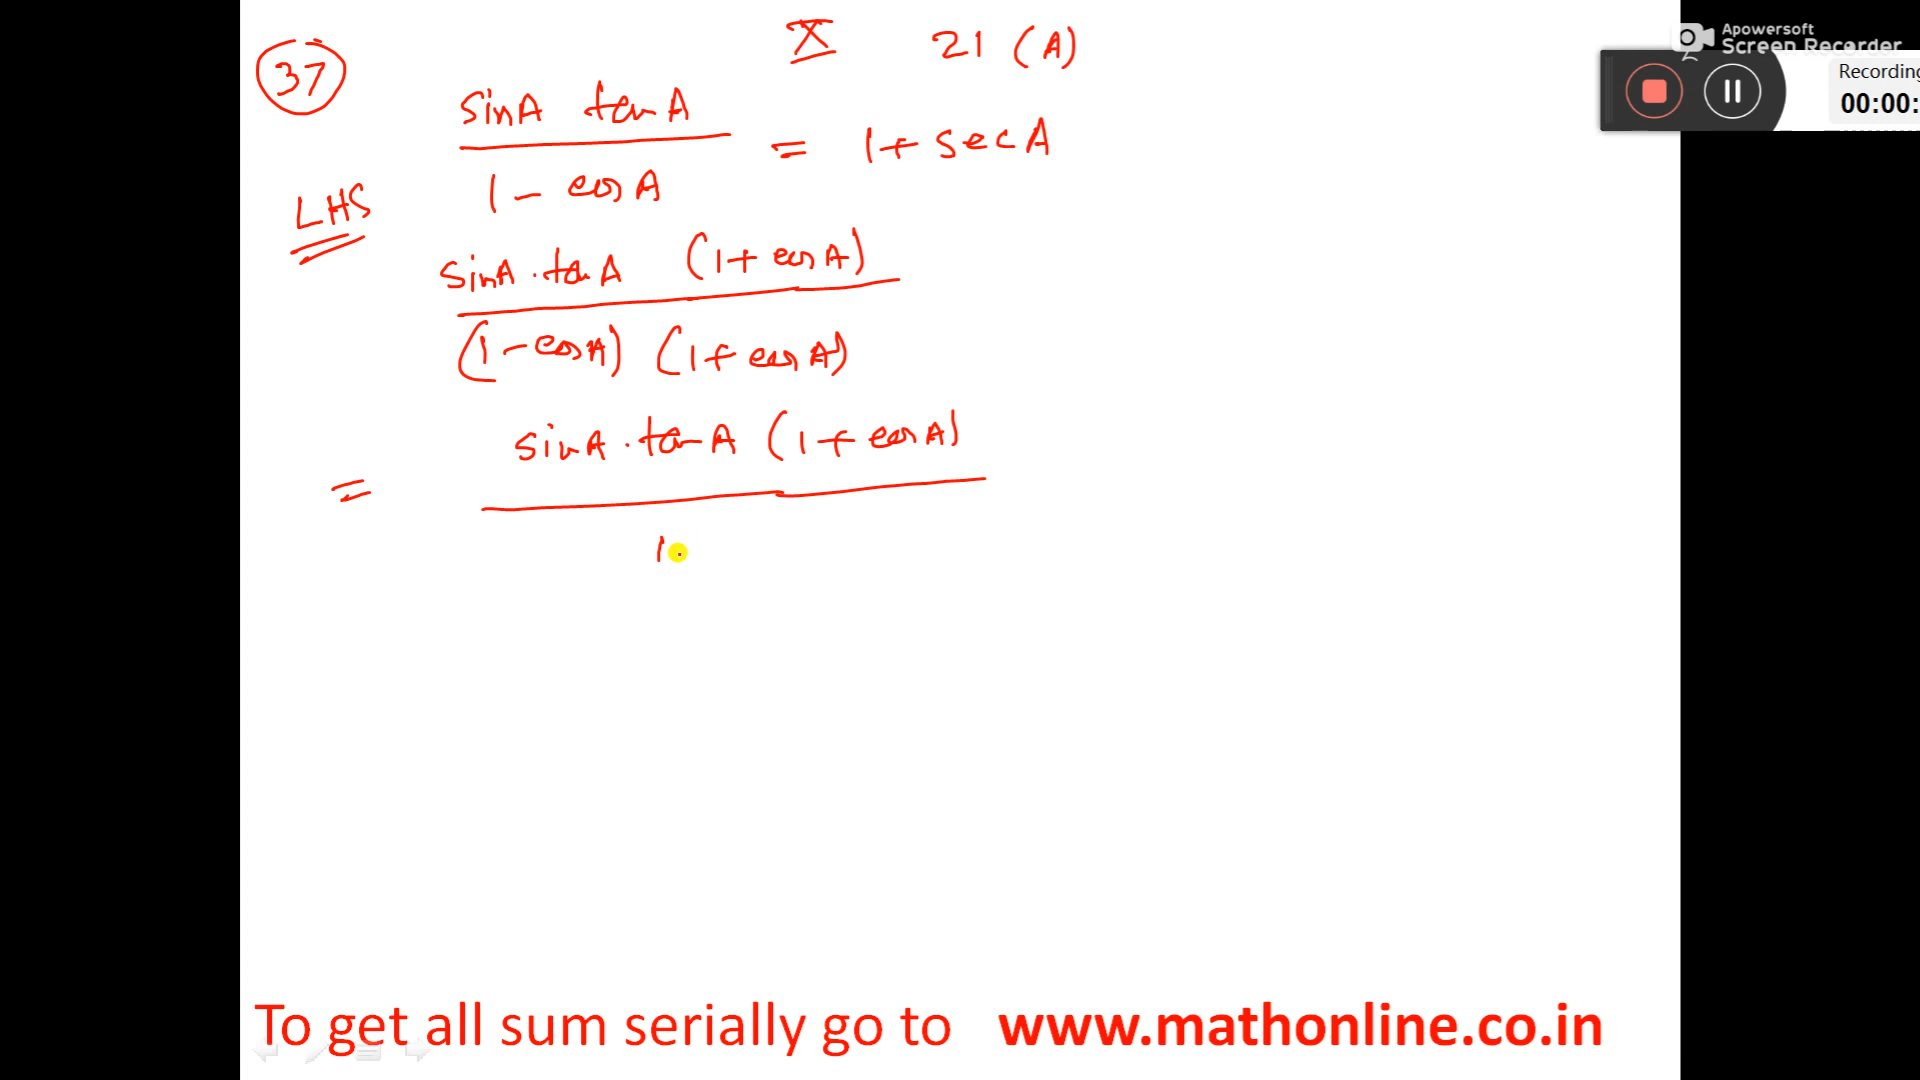 X 21 (A)
Apowersoft
Screen Recorder
Recording
00:00:
37
sinA tanA
= 1 + secA
1 - cosA
LHS
sinA . tanA (1 + cosA)
(1 - cosA) (1 + cosA)
sinA . tanA (1 + cosA)
=
1
To get all sum serially go to www.mathonline.co.in